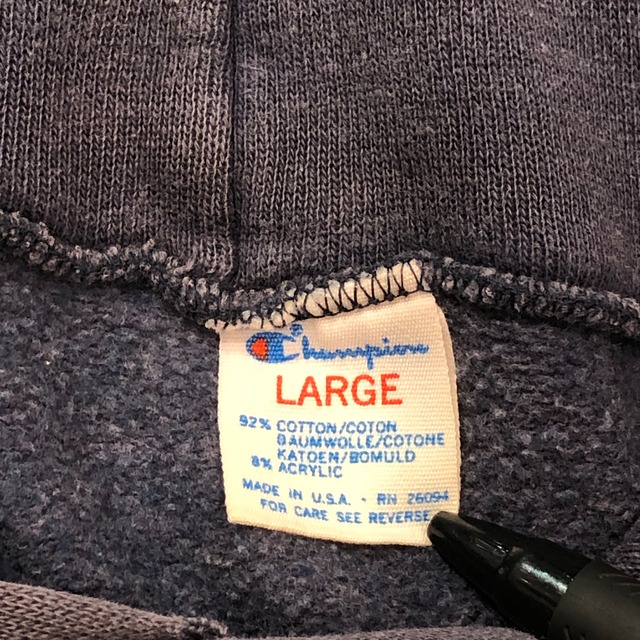 Champion
LARGE
92% COTTON/COTON
BAUMWOLLE/COTONE
KATOEN/BOMULD
8% ACRYLIC
MADE IN U.S.A. - RN 26094
FOR CARE SEE REVERSE